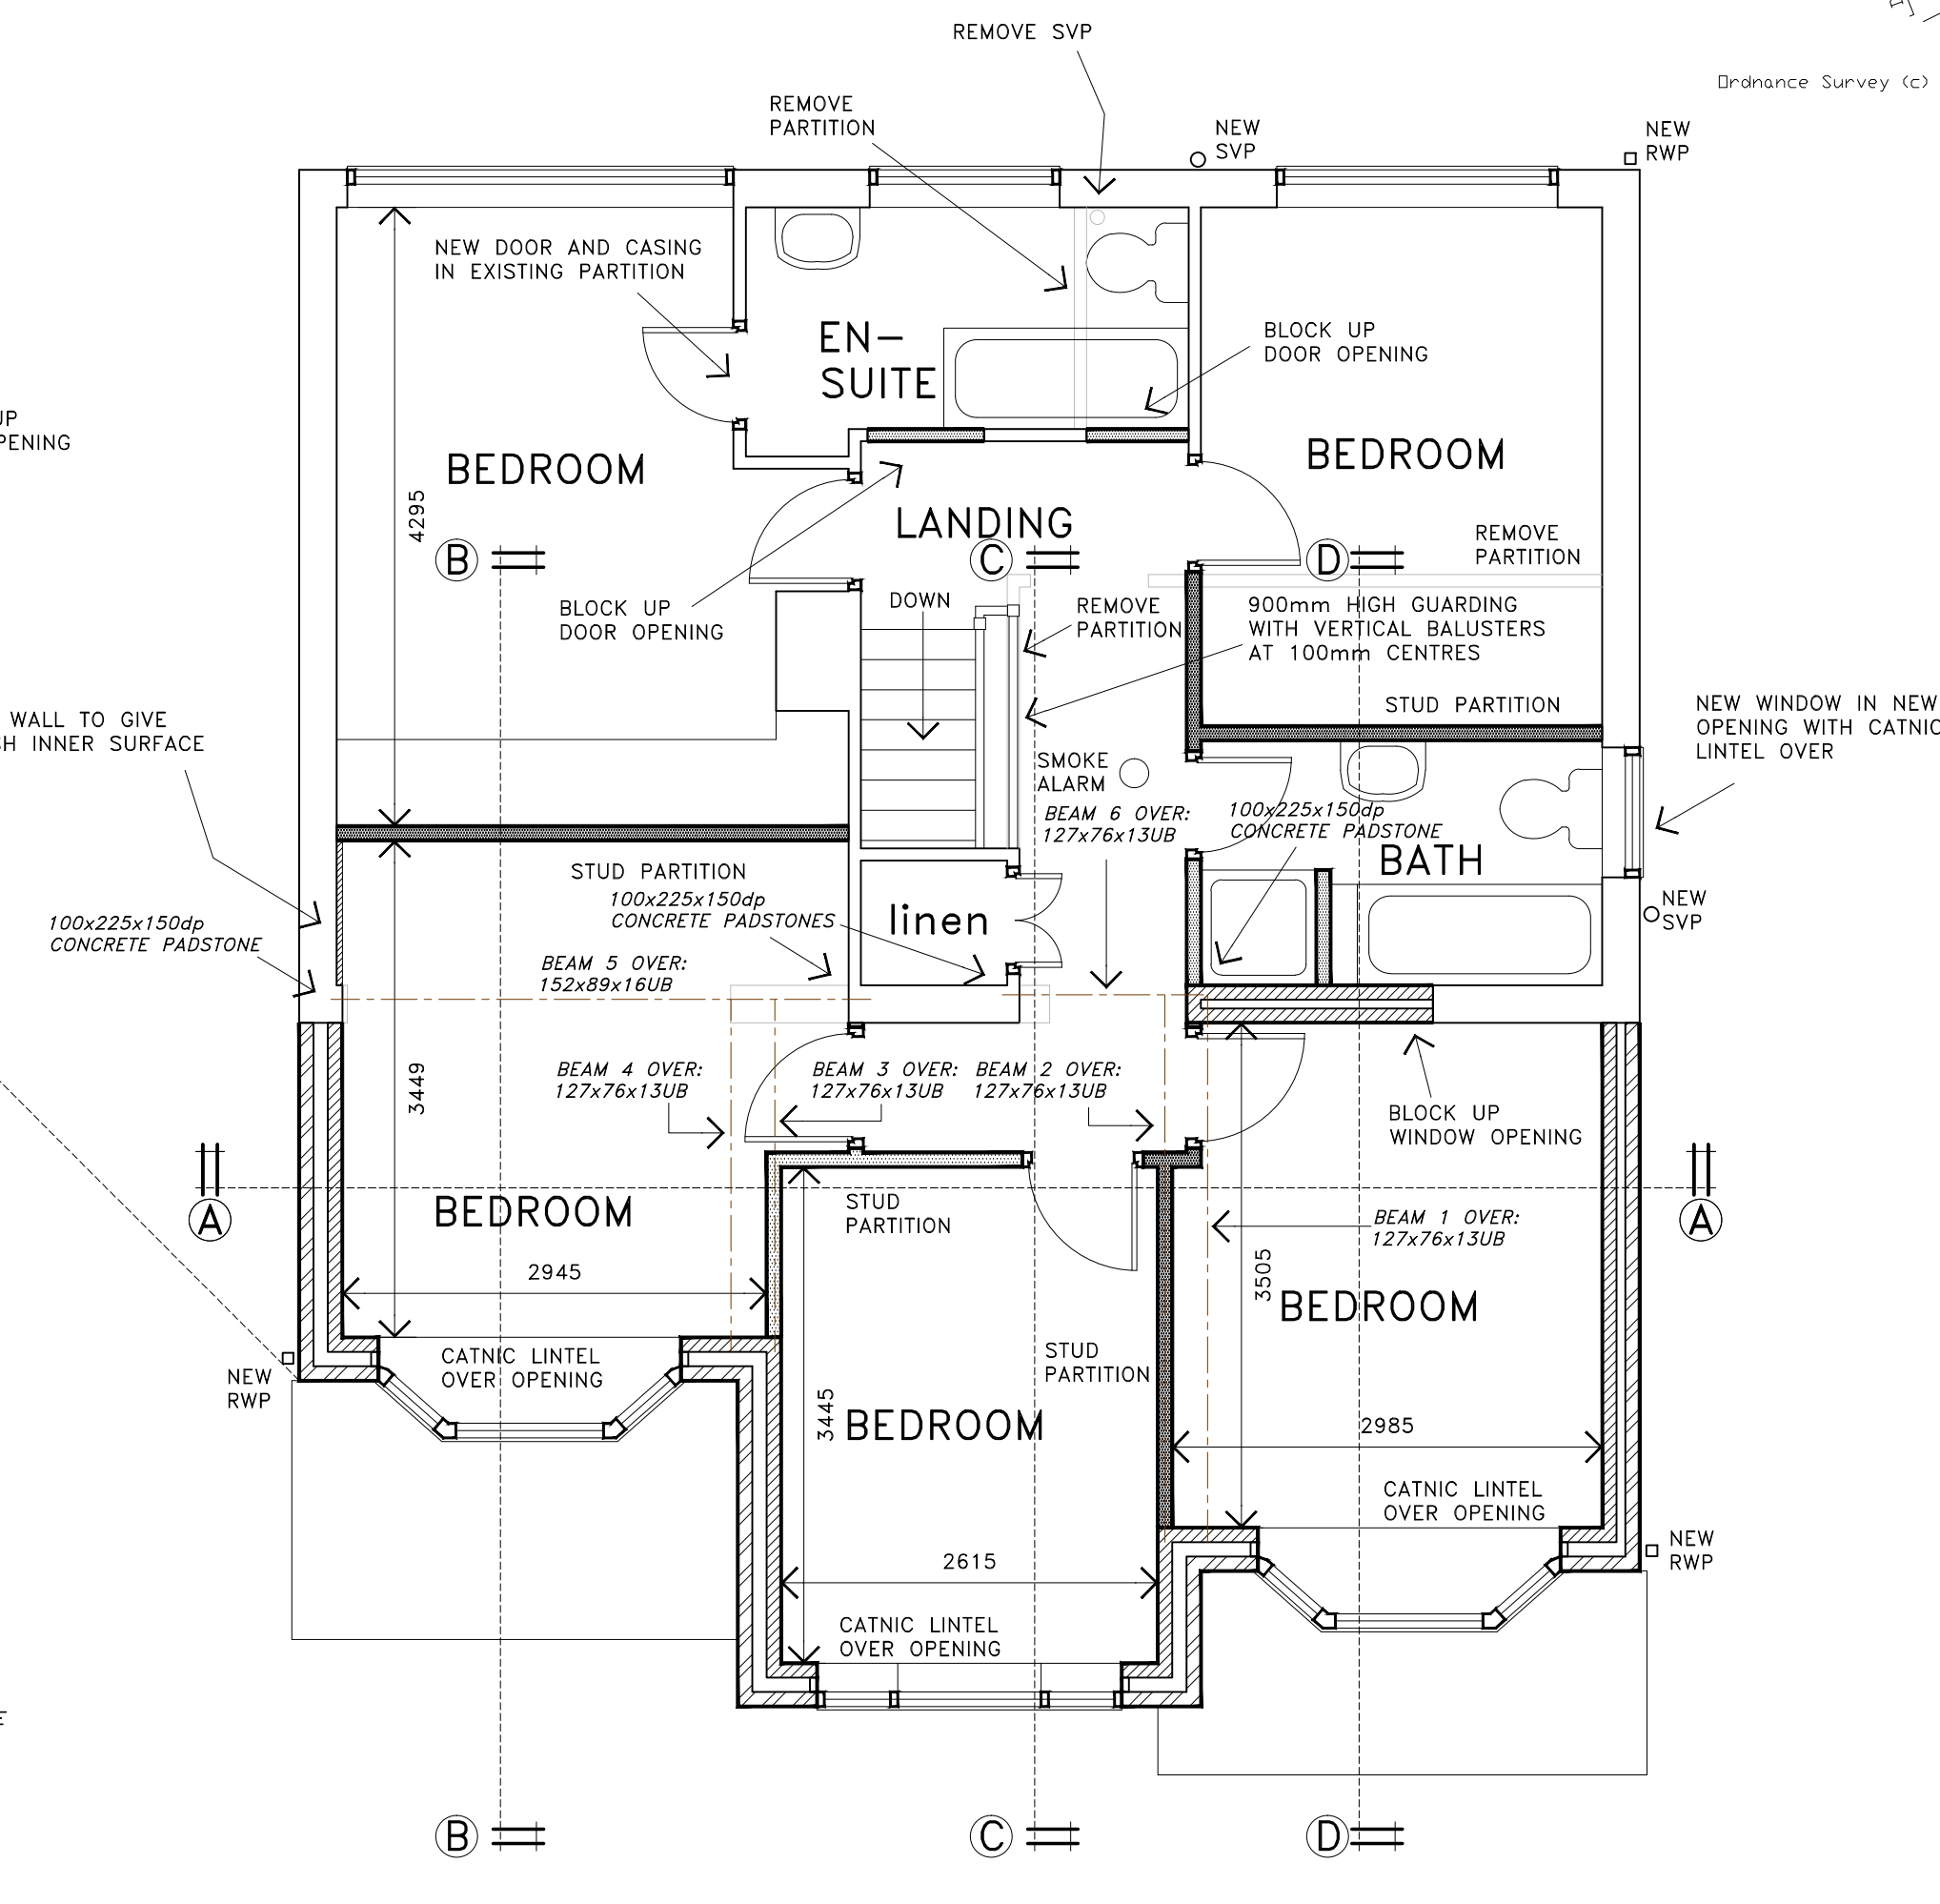 REMOVE SVP
Ordnance Survey (c)
REMOVE
PARTITION
NEW
SVP
NEW
RWP
NEW DOOR AND CASING
IN EXISTING PARTITION
EN-
SUITE
BLOCK UP
DOOR OPENING
UP
OPENING
BEDROOM
BEDROOM
4295
LANDING
REMOVE
PARTITION
B
C
D
BLOCK UP
DOOR OPENING
DOWN
REMOVE
PARTITION
900mm HIGH GUARDING
WITH VERTICAL BALUSTERS
AT 100mm CENTRES
STUD PARTITION
WALL TO GIVE
INNER SURFACE
NEW WINDOW IN NEW
OPENING WITH CATNIC
LINTEL OVER
SMOKE
ALARM
BEAM 6 OVER:
127x76x13UB
100x225x150dp
CONCRETE PADSTONE
BATH
STUD PARTITION
100x225x150dp
CONCRETE PADSTONES
linen
NEW
SVP
100x225x150dp
CONCRETE PADSTONE
BEAM 5 OVER:
152x89x16UB
3449
BEAM 4 OVER:
127x76x13UB
BEAM 3 OVER:
127x76x13UB
BEAM 2 OVER:
127x76x13UB
BLOCK UP
WINDOW OPENING
A
A
BEDROOM
STUD
PARTITION
BEAM 1 OVER:
127x76x13UB
2945
3505
BEDROOM
CATNIC LINTEL
OVER OPENING
NEW
RWP
STUD
PARTITION
3445
BEDROOM
2985
CATNIC LINTEL
OVER OPENING
2615
NEW
RWP
CATNIC LINTEL
OVER OPENING
B
C
D